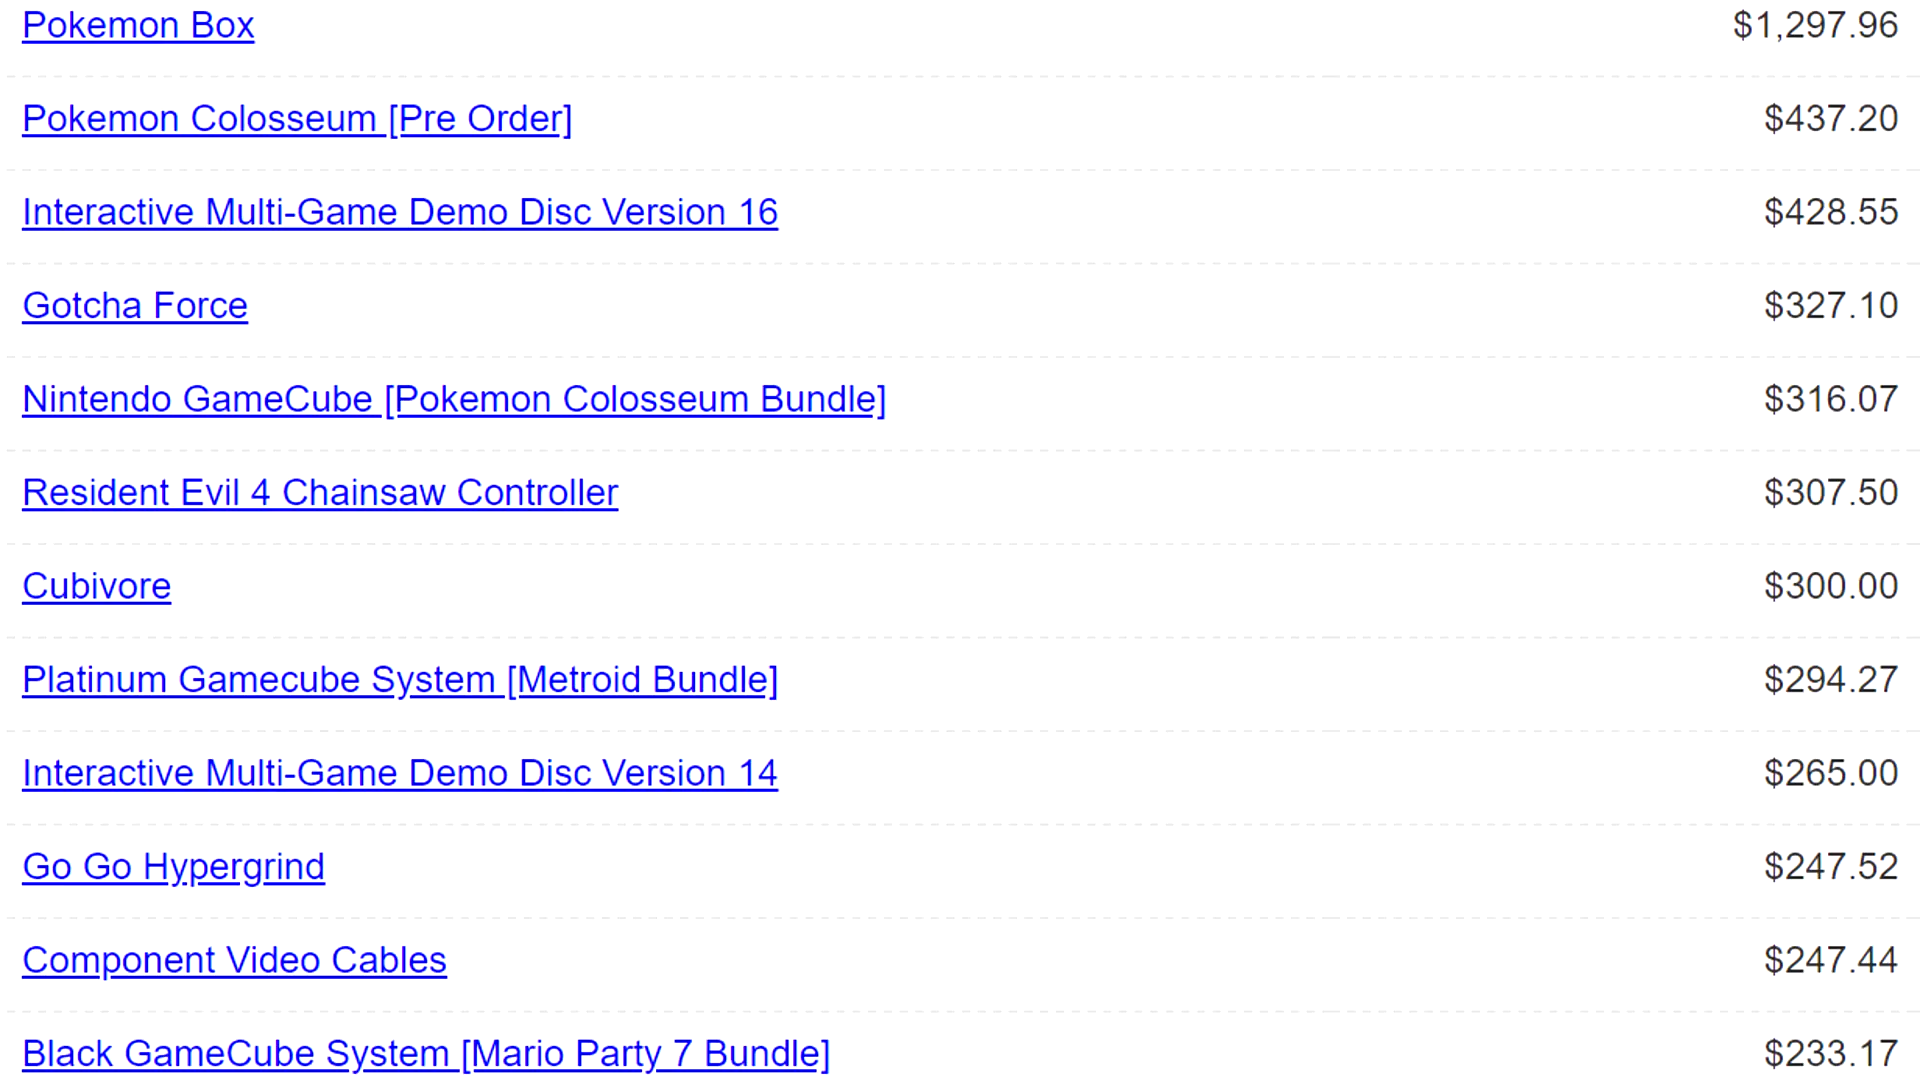 Pokemon Box $1,297.96
Pokemon Colosseum [Pre Order] $437.20
Interactive Multi-Game Demo Disc Version 16 $428.55
Gotcha Force $327.10
Nintendo GameCube [Pokemon Colosseum Bundle] $316.07
Resident Evil 4 Chainsaw Controller $307.50
Cubivore $300.00
Platinum Gamecube System [Metroid Bundle] $294.27
Interactive Multi-Game Demo Disc Version 14 $265.00
Go Go Hypergrind $247.52
Component Video Cables $247.44
Black GameCube System [Mario Party 7 Bundle] $233.17